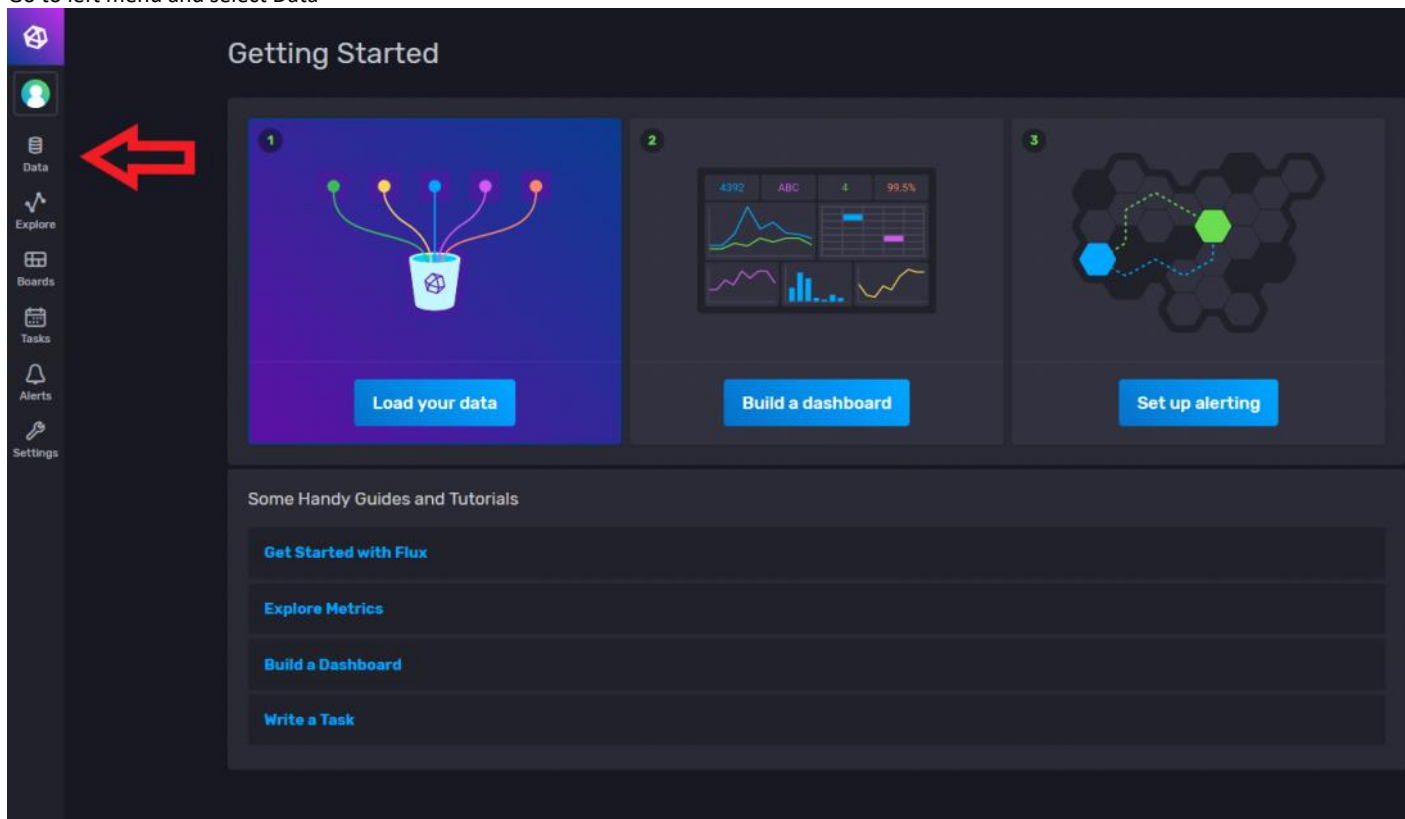 Go to left menu and select Data
Getting Started
Data
Explore
Boards
Tasks
Alerts
Settings
1
2
3
4392 ABC 4 99.5%
Load your data
Build a dashboard
Set up alerting
Some Handy Guides and Tutorials
Get Started with Flux
Explore Metrics
Build a Dashboard
Write a Task